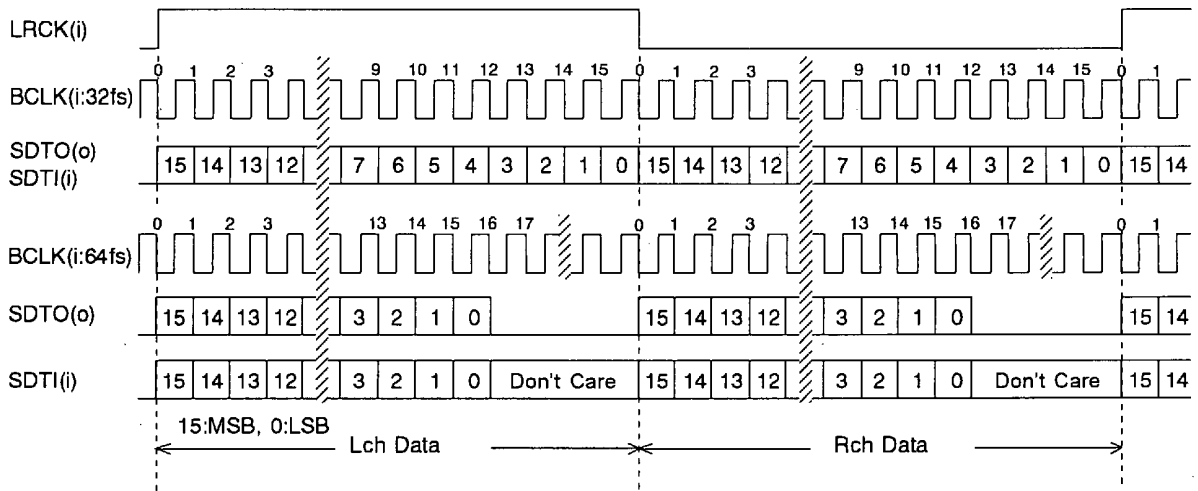 LRCK(i)
0 1 2 3 9 10 11 12 13 14 15 0 1 2 3 9 10 11 12 13 14 15 0 1
BCLK(i:32fs)
SDTO(o)
SDTI(i)
15 14 13 12 7 6 5 4 3 2 1 0 15 14 13 12 7 6 5 4 3 2 1 0 15 14
0 1 2 3 13 14 15 16 17 0 1 2 3 13 14 15 16 17 0 1
BCLK(i:64fs)
SDTO(o) 15 14 13 12 3 2 1 0 15 14 13 12 3 2 1 0 15 14
SDTI(i) 15 14 13 12 3 2 1 0 Don't Care 15 14 13 12 3 2 1 0 Don't Care 15 14
15:MSB, 0:LSB
Lch Data Rch Data